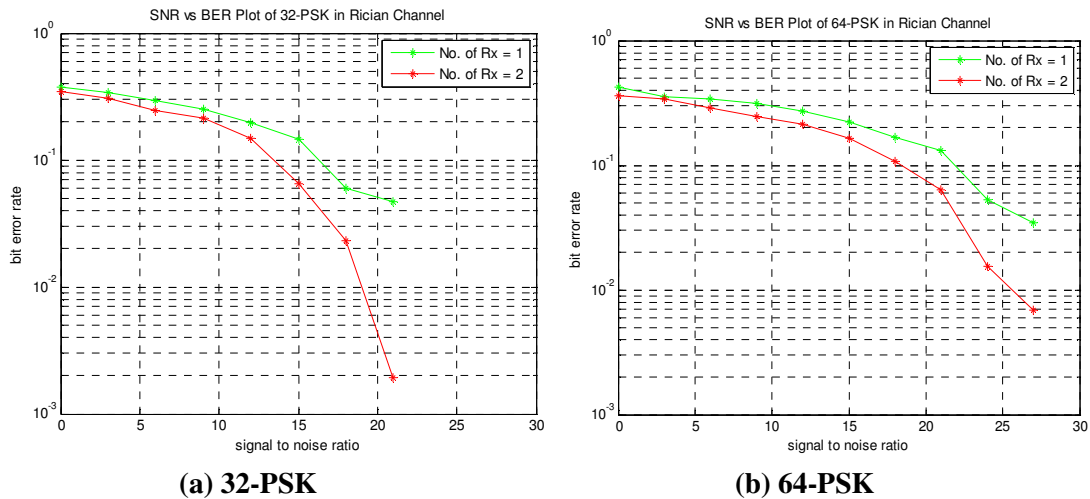 SNR vs BER Plot of 32-PSK in Rician Channel
10^0
10^-1
10^-2
10^-3
bit error rate
No. of Rx = 1
No. of Rx = 2
0 5 10 15 20 25 30
signal to noise ratio
(a) 32-PSK
SNR vs BER Plot of 64-PSK in Rician Channel
10^0
10^-1
10^-2
10^-3
bit error rate
No. of Rx = 1
No. of Rx = 2
0 5 10 15 20 25 30
signal to noise ratio
(b) 64-PSK